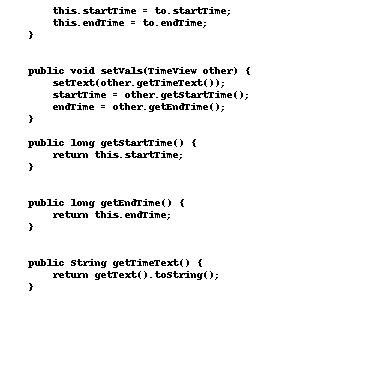 this.startTime = to.startTime;
this.endTime = to.endTime;
}
public void setVals(TimeView other) {
setText(other.getTimeText());
startTime = other.getStartTime();
endTime = other.getEndTime();
}
public long getStartTime() {
return this.startTime;
}
public long getEndTime() {
return this.endTime;
}
public String getTimeText() {
return getText().toString();
}